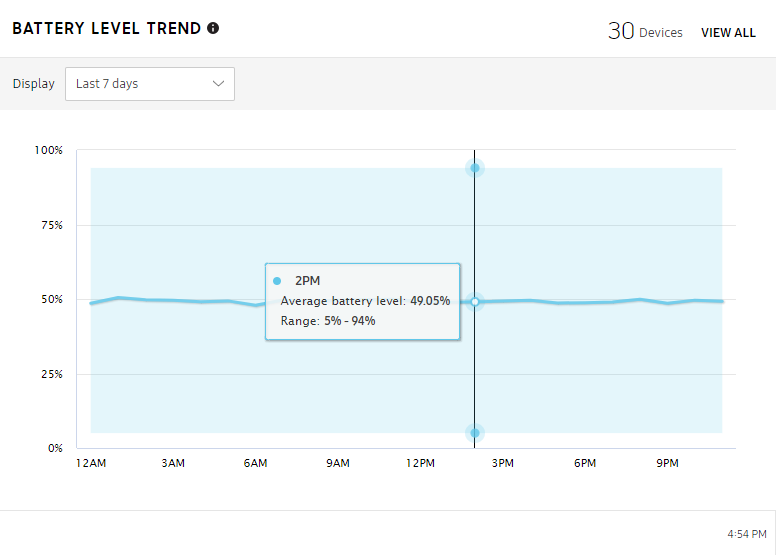 BATTERY LEVEL TREND
30 Devices VIEW ALL
Display Last 7 days
100%
75%
50%
25%
0%
2PM
Average battery level: 49.05%
Range: 5% - 94%
12AM 3AM 6AM 9AM 12PM 3PM 6PM 9PM
4:54 PM